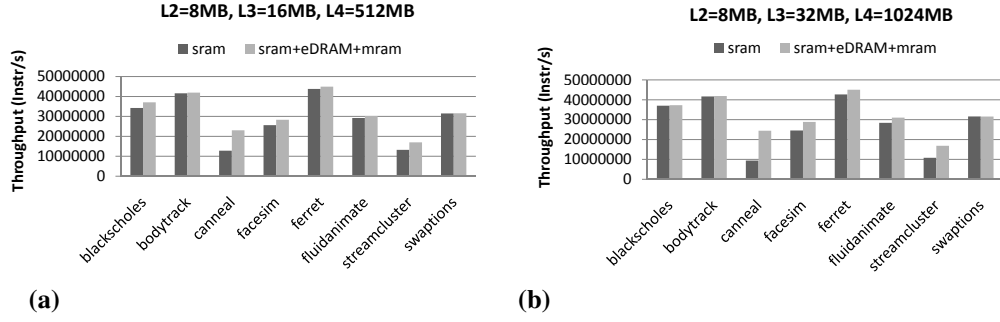 L2=8MB, L3=16MB, L4=512MB
sram sram+eDRAM+mram
Throughput (Instr/s)
50000000
40000000
30000000
20000000
10000000
0
blackscholes
bodytrack
canneal
facesim
ferret
fluidanimate
streamcluster
swaptions
(a)
L2=8MB, L3=32MB, L4=1024MB
sram sram+eDRAM+mram
Throughput (Instr/s)
50000000
40000000
30000000
20000000
10000000
0
blackscholes
bodytrack
canneal
facesim
ferret
fluidanimate
streamcluster
swaptions
(b)